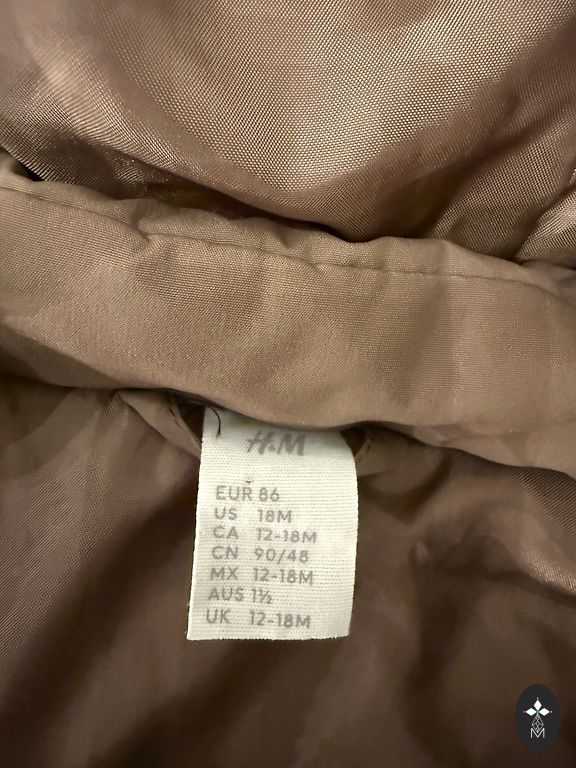 H&M
EUR 86
US 18M
CA 12-18M
CN 90/48
MX 12-18M
AUS 1½
UK 12-18M
M